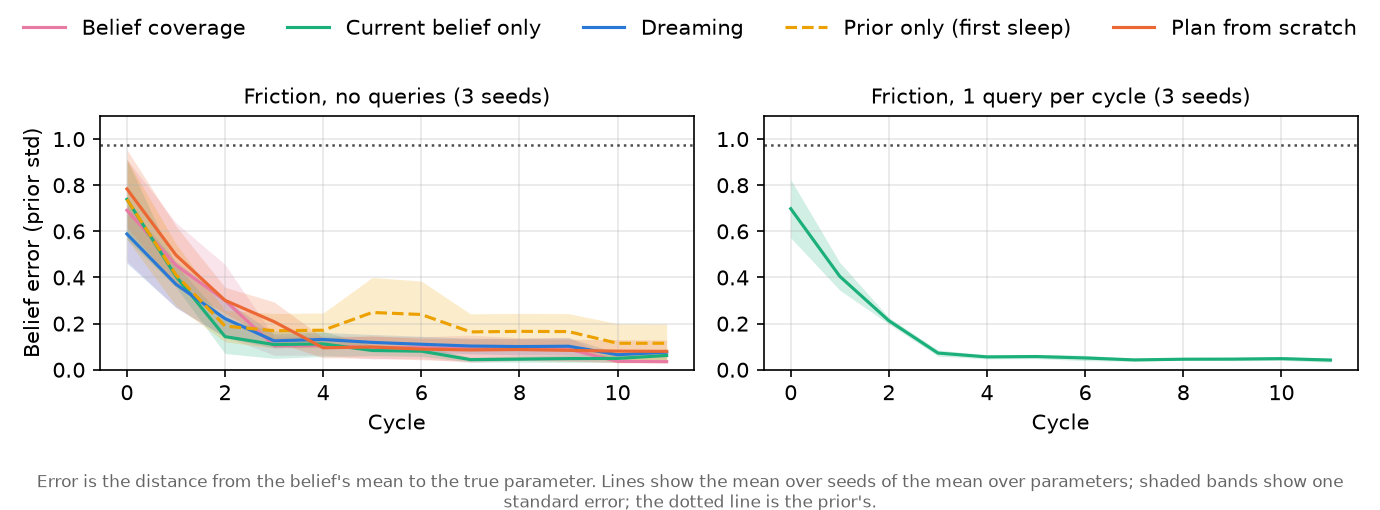 Belief coverage
Current belief only
Dreaming
Prior only (first sleep)
Plan from scratch
Friction, no queries (3 seeds)
Belief error (prior std)
1.0
0.8
0.6
0.4
0.2
0.0
0 2 4 6 8 10
Cycle
Friction, 1 query per cycle (3 seeds)
1.0
0.8
0.6
0.4
0.2
0.0
0 2 4 6 8 10
Cycle
Error is the distance from the belief's mean to the true parameter. Lines show the mean over seeds of the mean over parameters; shaded bands show one
standard error; the dotted line is the prior's.